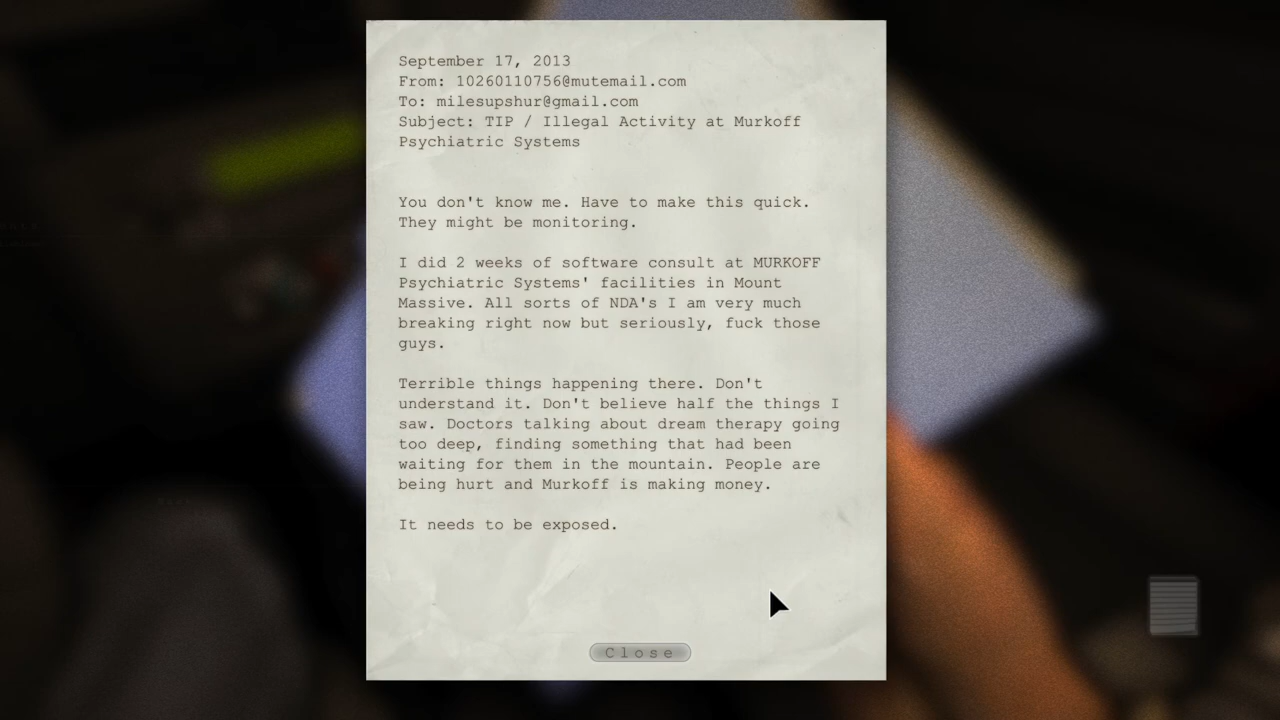 September 17, 2013
From: 10260110756@mutemail.com
To: milesupshur@gmail.com
Subject: TIP / Illegal Activity at Murkoff
Psychiatric Systems
You don't know me. Have to make this quick.
They might be monitoring.
I did 2 weeks of software consult at MURKOFF
Psychiatric Systems' facilities in Mount
Massive. All sorts of NDA's I am very much
breaking right now but seriously, fuck those
guys.
Terrible things happening there. Don't
understand it. Don't believe half the things I
saw. Doctors talking about dream therapy going
too deep, finding something that had been
waiting for them in the mountain. People are
being hurt and Murkoff is making money.
It needs to be exposed.
Close